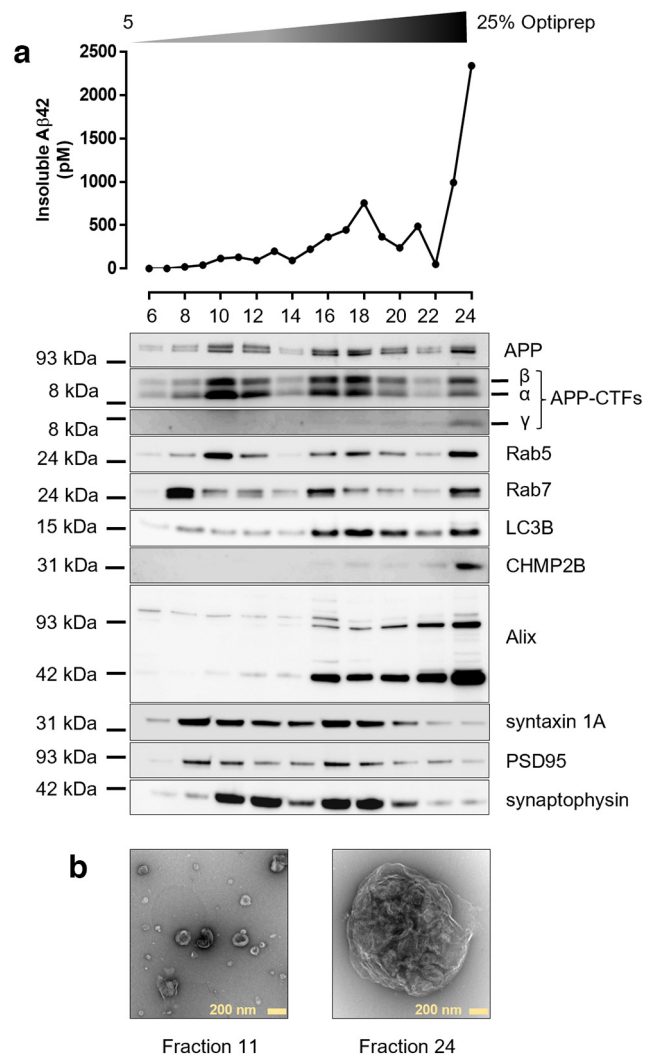 5
25% Optiprep
a
Insoluble Aβ42
(pM)
2500
2000
1500
1000
500
0
6 8 10 12 14 16 18 20 22 24
93 kDa
APP
8 kDa
β
α
APP-CTFs
8 kDa
γ
24 kDa
Rab5
24 kDa
Rab7
15 kDa
LC3B
31 kDa
CHMP2B
93 kDa
Alix
42 kDa
31 kDa
syntaxin 1A
93 kDa
PSD95
42 kDa
synaptophysin
b
200 nm
200 nm
Fraction 11
Fraction 24